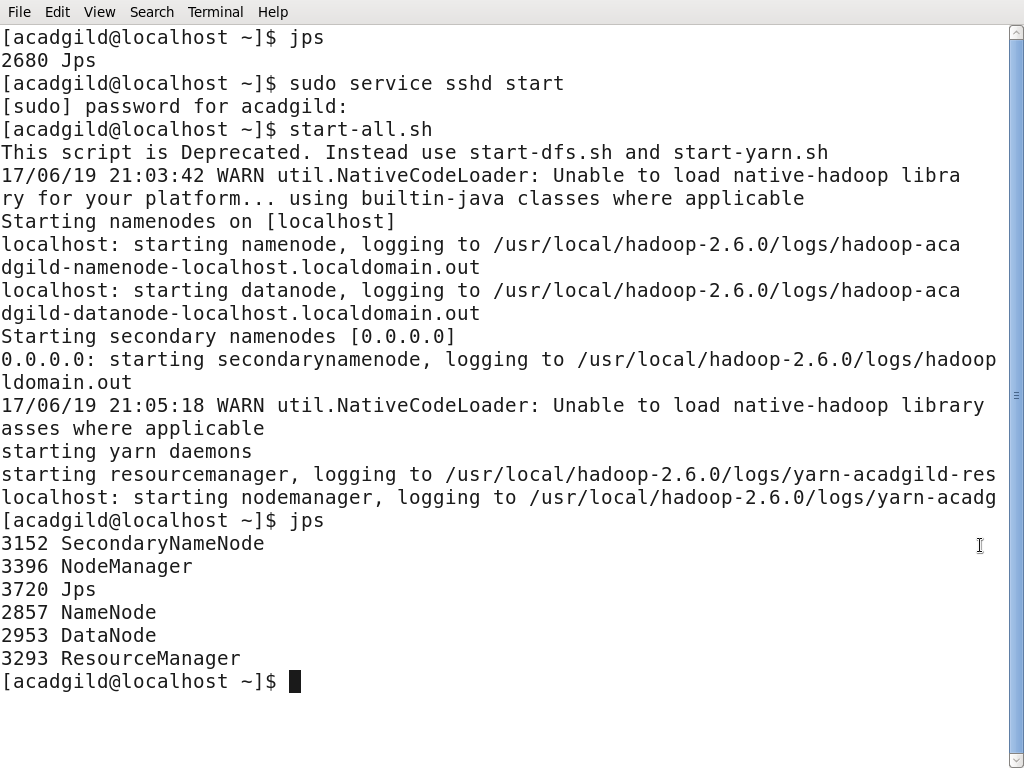 File Edit View Search Terminal Help
[acadgild@localhost ~]$ jps
2680 Jps
[acadgild@localhost ~]$ sudo service sshd start
[sudo] password for acadgild:
[acadgild@localhost ~]$ start-all.sh
This script is Deprecated. Instead use start-dfs.sh and start-yarn.sh
17/06/19 21:03:42 WARN util.NativeCodeLoader: Unable to load native-hadoop libra
ry for your platform... using builtin-java classes where applicable
Starting namenodes on [localhost]
localhost: starting namenode, logging to /usr/local/hadoop-2.6.0/logs/hadoop-aca
dgild-namenode-localhost.localdomain.out
localhost: starting datanode, logging to /usr/local/hadoop-2.6.0/logs/hadoop-aca
dgild-datanode-localhost.localdomain.out
Starting secondary namenodes [0.0.0.0]
0.0.0.0: starting secondarynamenode, logging to /usr/local/hadoop-2.6.0/logs/hadoop
ldomain.out
17/06/19 21:05:18 WARN util.NativeCodeLoader: Unable to load native-hadoop library
asses where applicable
starting yarn daemons
starting resourcemanager, logging to /usr/local/hadoop-2.6.0/logs/yarn-acadgild-res
localhost: starting nodemanager, logging to /usr/local/hadoop-2.6.0/logs/yarn-acadg
[acadgild@localhost ~]$ jps
3152 SecondaryNameNode
3396 NodeManager
3720 Jps
2857 NameNode
2953 DataNode
3293 ResourceManager
[acadgild@localhost ~]$